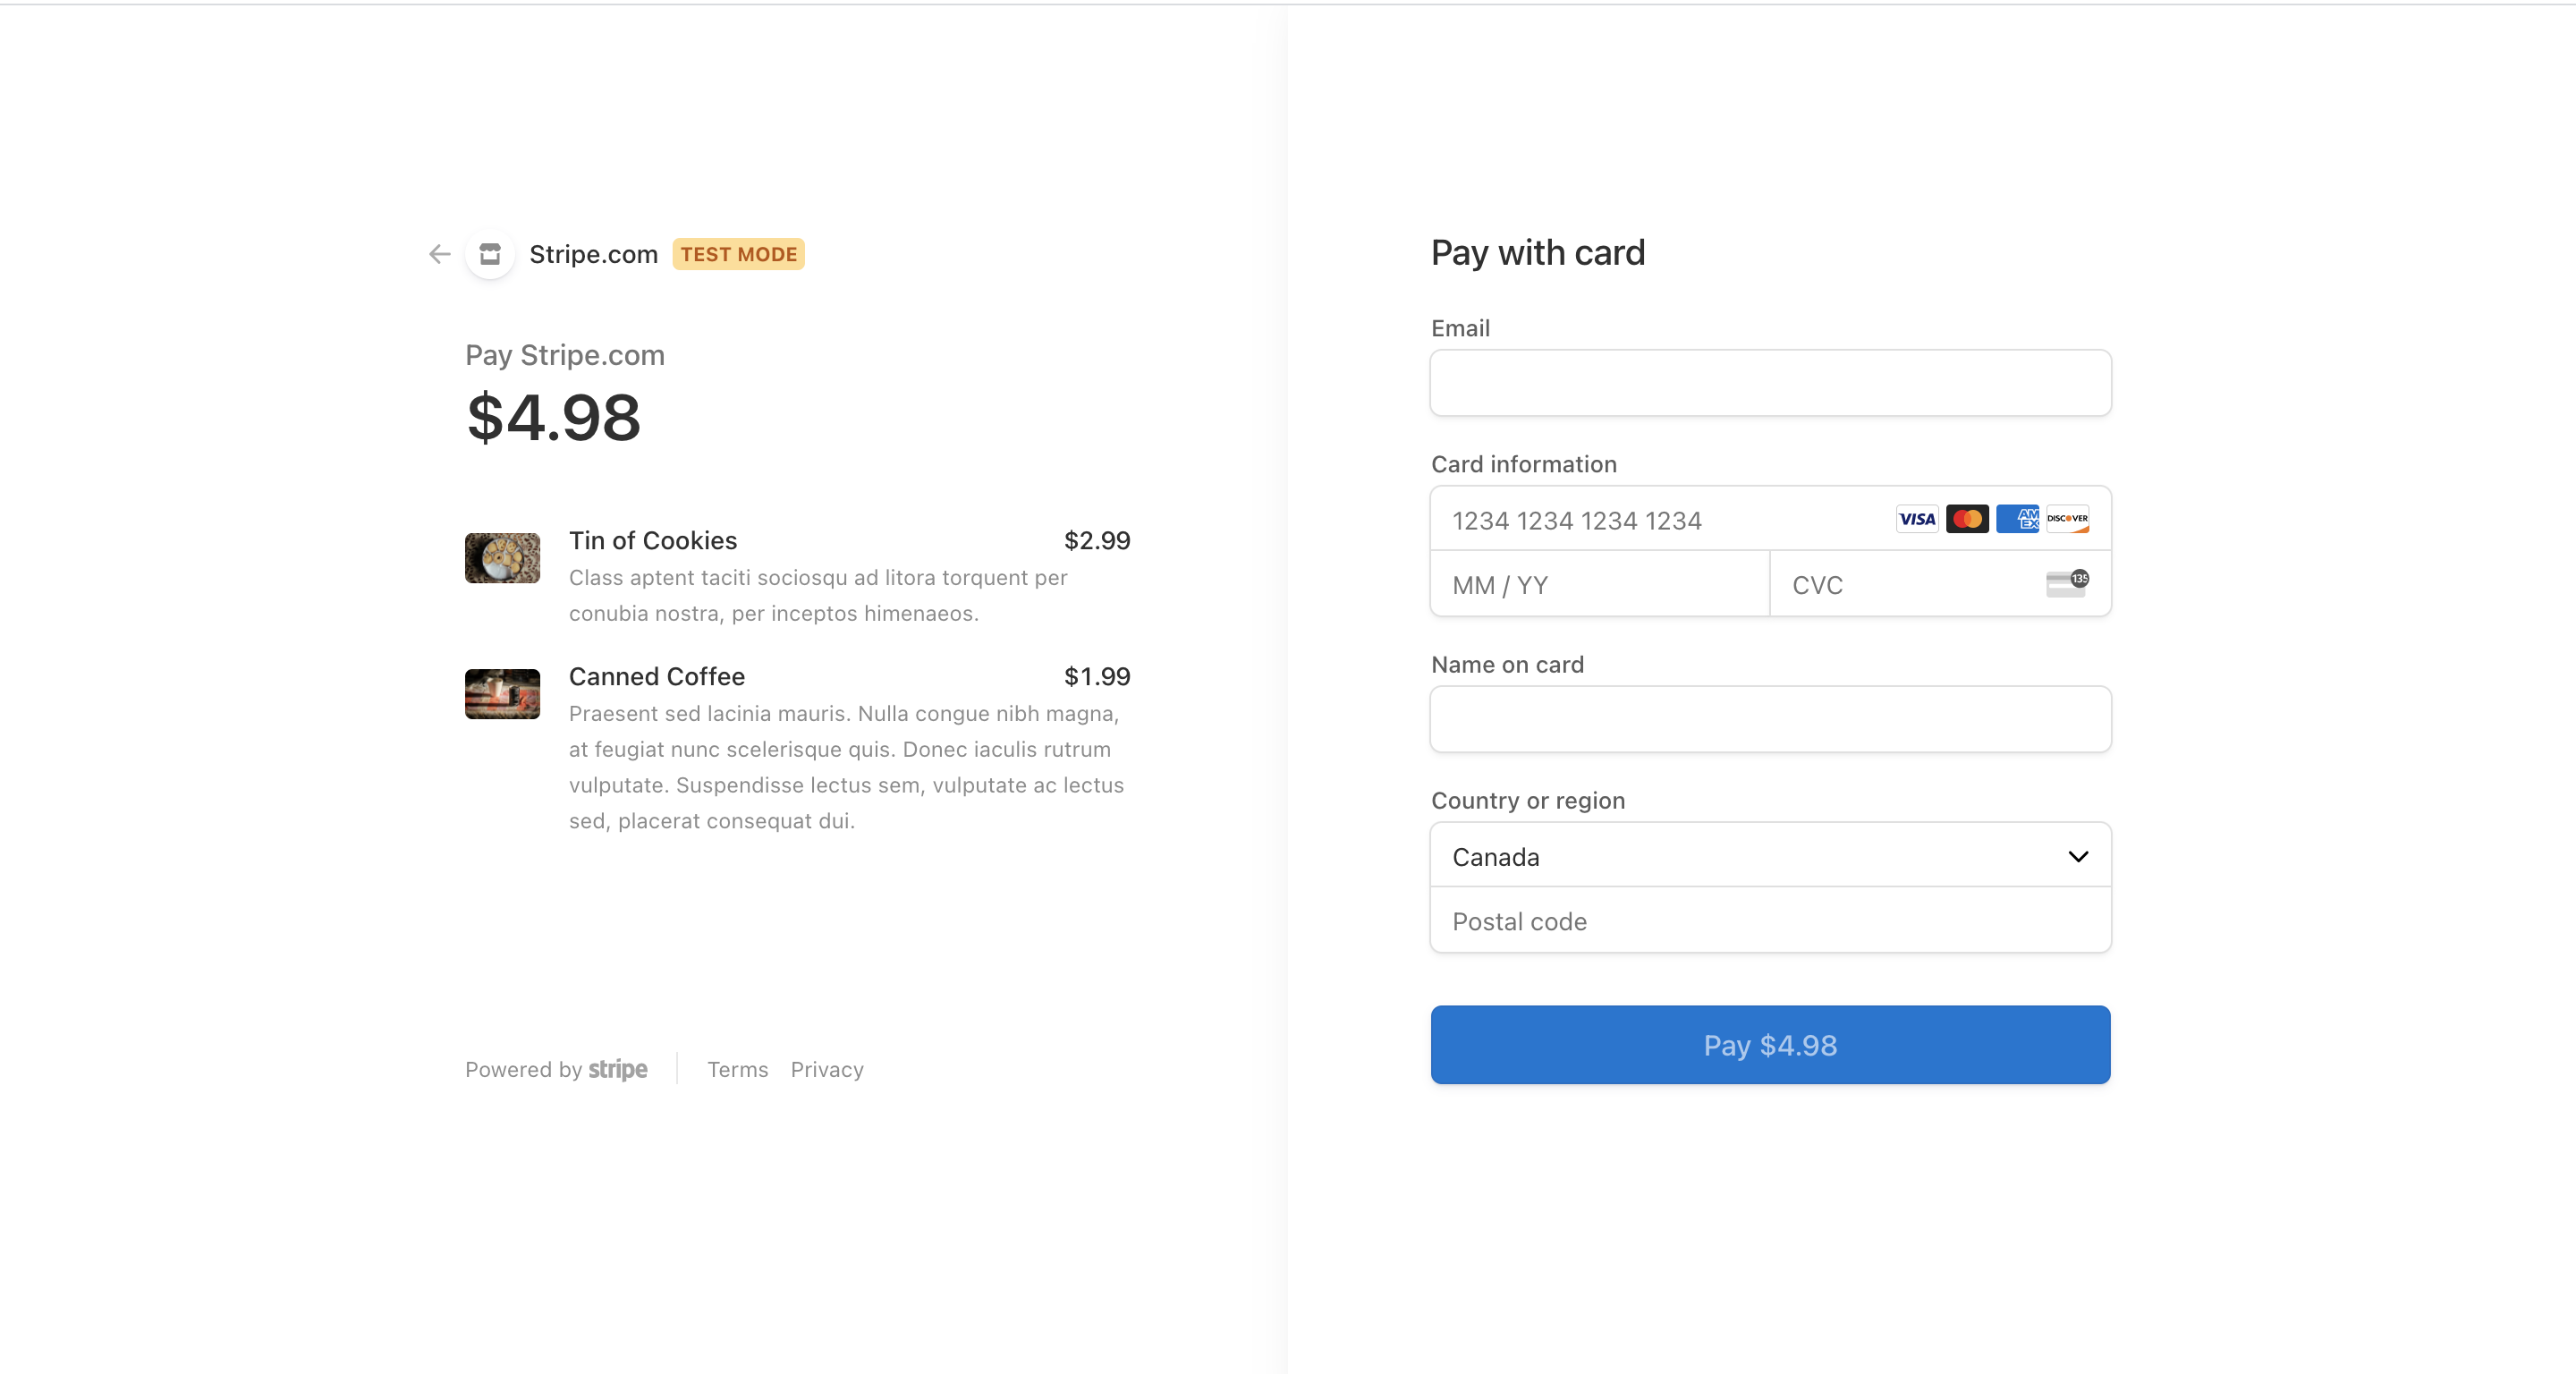 Stripe.com TEST MODE
Pay Stripe.com
$4.98
Tin of Cookies $2.99
Class aptent taciti sociosqu ad litora torquent per
conubia nostra, per inceptos himenaeos.
Canned Coffee $1.99
Praesent sed lacinia mauris. Nulla congue nibh magna,
at feugiat nunc scelerisque quis. Donec iaculis rutrum
vulputate. Suspendisse lectus sem, vulputate ac lectus
sed, placerat consequat dui.
Powered by stripe Terms Privacy
Pay with card
Email
Card information
1234 1234 1234 1234 VISA AMEX DISCOVER
MM / YY CVC 135
Name on card
Country or region
Canada
Postal code
Pay $4.98